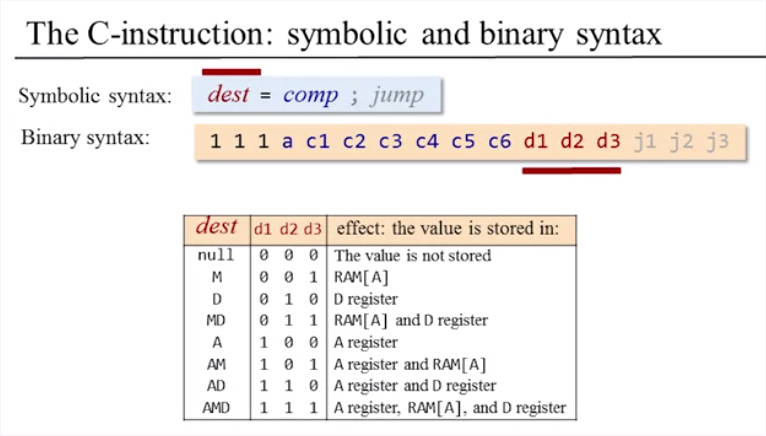 The C-instruction: symbolic and binary syntax
Symbolic syntax: dest = comp ; jump
Binary syntax: 1 1 1 a c1 c2 c3 c4 c5 c6 d1 d2 d3 j1 j2 j3
dest d1 d2 d3 effect: the value is stored in:
null 0 0 0 The value is not stored
M 0 0 1 RAM[A]
D 0 1 0 D register
MD 0 1 1 RAM[A] and D register
A 1 0 0 A register
AM 1 0 1 A register and RAM[A]
AD 1 1 0 A register and D register
AMD 1 1 1 A register, RAM[A], and D register